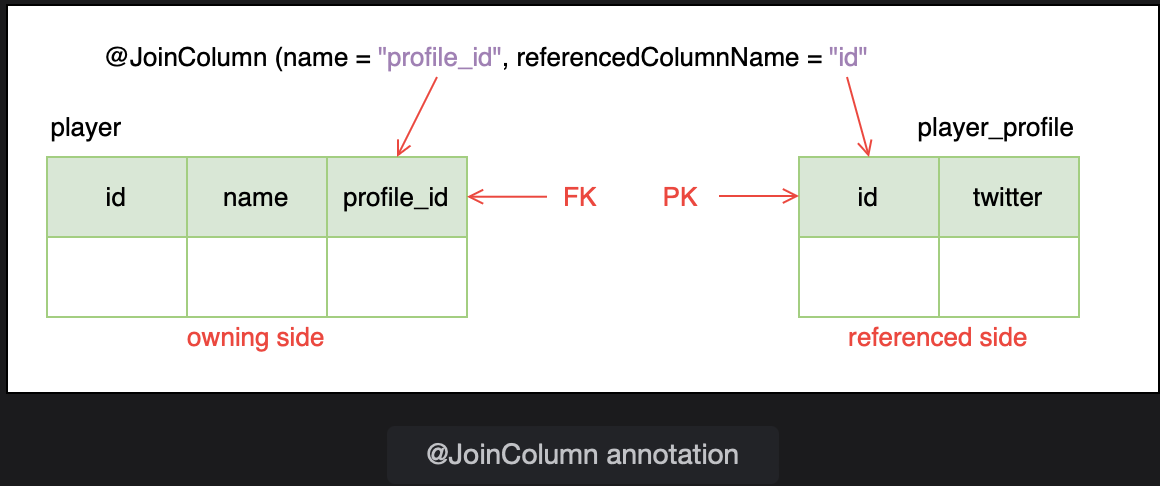 @JoinColumn (name = "profile_id", referencedColumnName = "id"
player player_profile
id name profile_id FK PK id twitter
owning side referenced side
@JoinColumn annotation